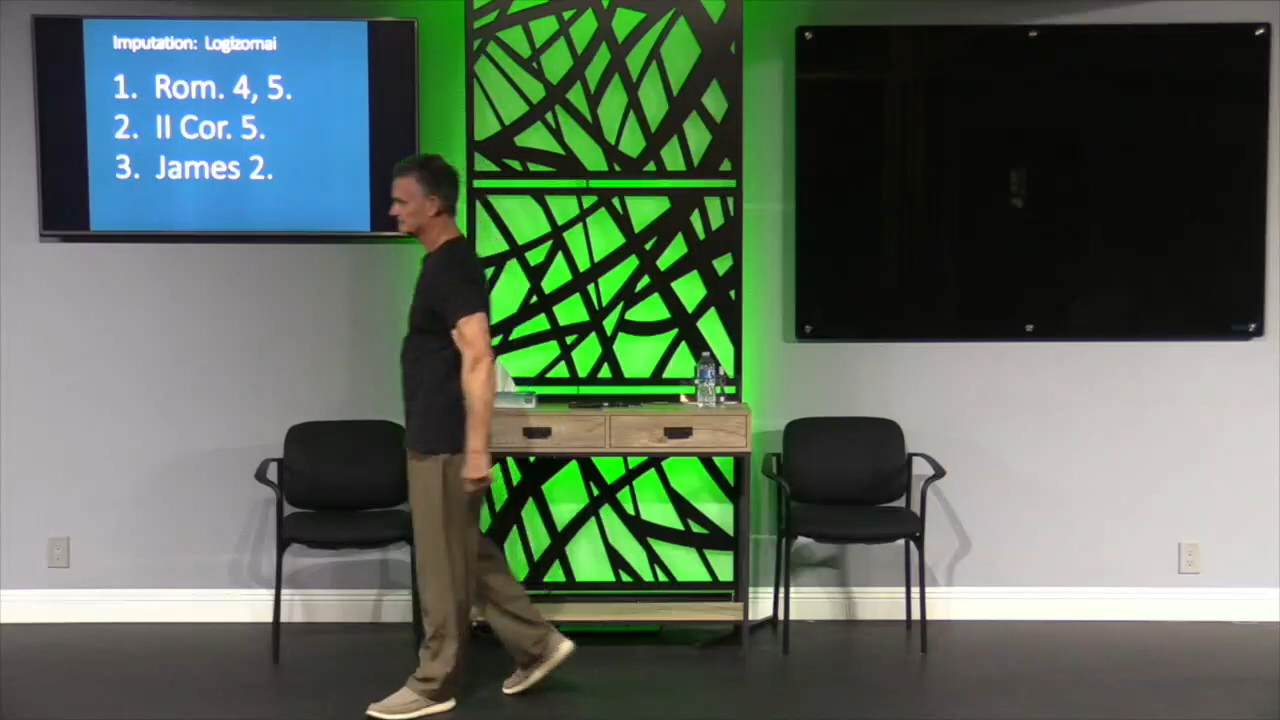 Imputation: Logizomai
1. Rom. 4, 5.
2. II Cor. 5.
3. James 2.